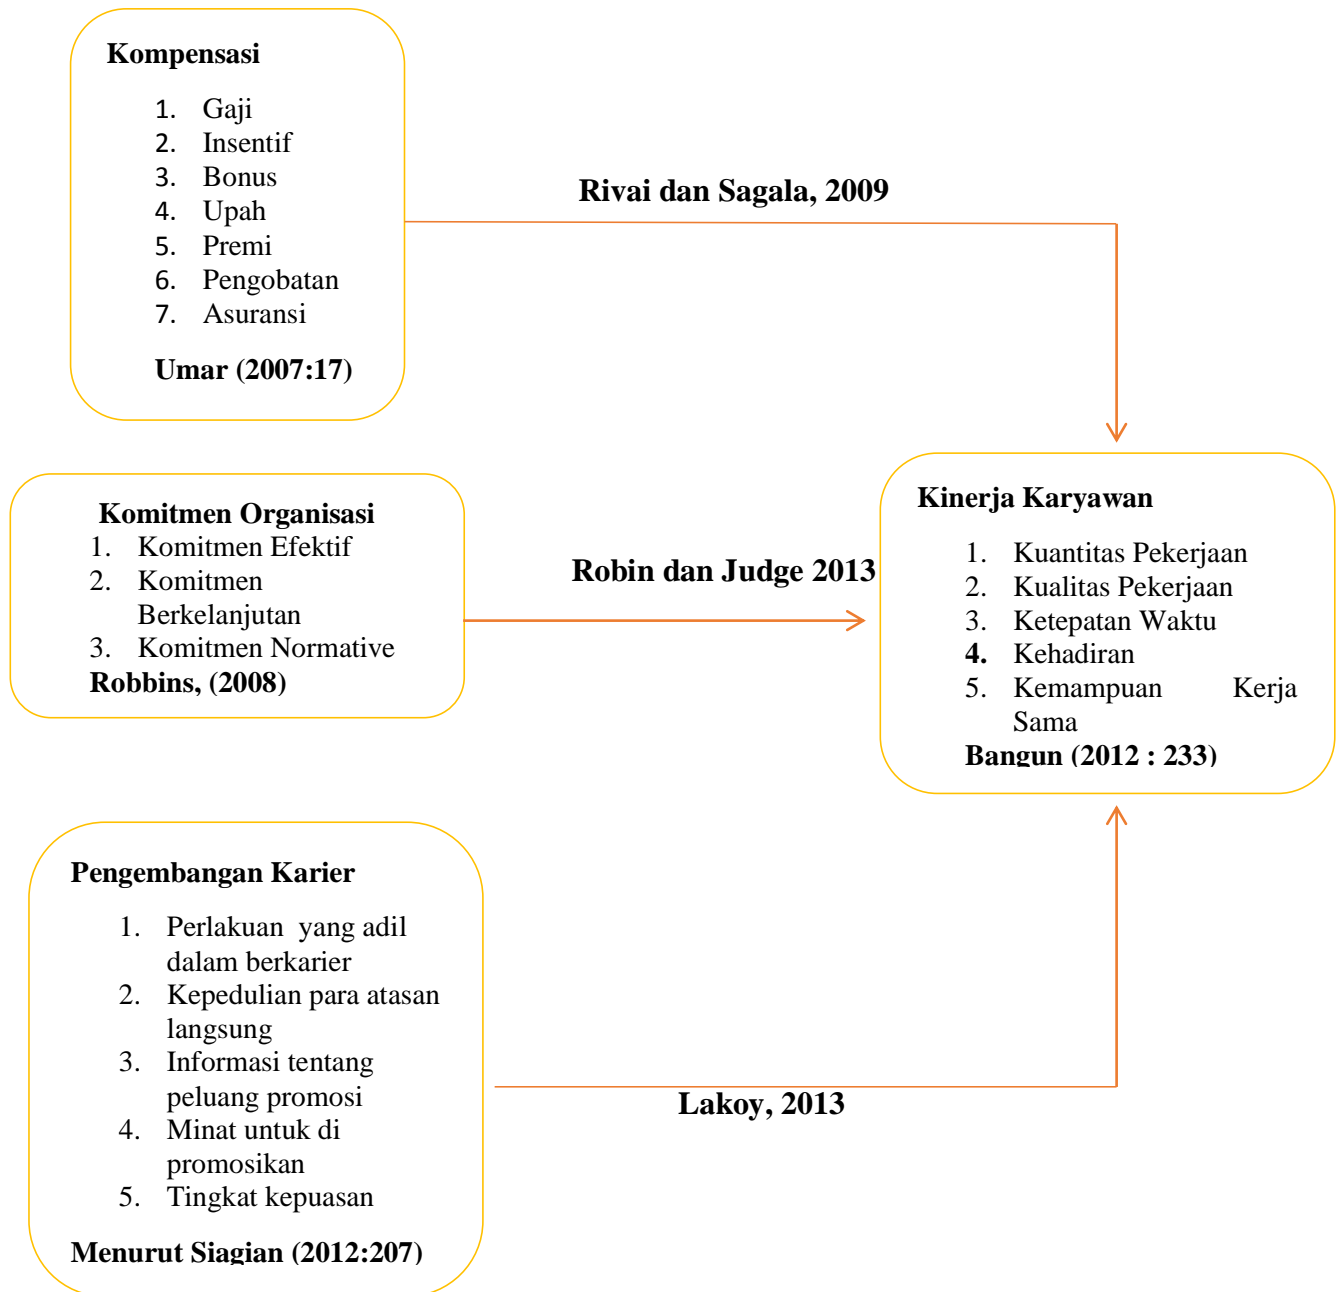 Kompensasi
1. Gaji
2. Insentif
3. Bonus
4. Upah
5. Premi
6. Pengobatan
7. Asuransi
Umar (2007:17)
Rivai dan Sagala, 2009
Komitmen Organisasi
1. Komitmen Efektif
2. Komitmen
Berkelanjutan
3. Komitmen Normative
Robbins, (2008)
Robin dan Judge 2013
Kinerja Karyawan
1. Kuantitas Pekerjaan
2. Kualitas Pekerjaan
3. Ketepatan Waktu
4. Kehadiran
5. Kemampuan Kerja
Sama
Bangun (2012 : 233)
Pengembangan Karier
1. Perlakuan yang adil
dalam berkarier
2. Kepedulian para atasan
langsung
3. Informasi tentang
peluang promosi
4. Minat untuk di
promosikan
5. Tingkat kepuasan
Menurut Siagian (2012:207)
Lakoy, 2013